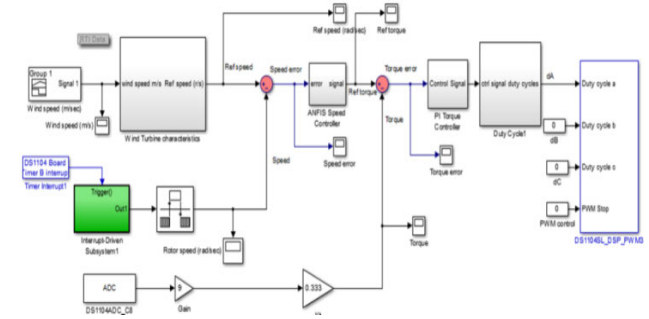 RTI Data
Ref speed (rad/sec)
Ref torque
Group 1
Signal 1
Wind speed (m/sec)
Wind speed (m/s)
wind speed m/s
Ref speed (r/s)
Wind Turbine characteristics
Ref speed
Speed error
error
signal
ANFIS Speed
Controller
Ref torque
Torque error
Control Signal
PI Torque
Controller
ctrl signal
duty cycles
Duty Cycle1
dA
Duty cycle a
0
dB
Duty cycle b
0
dC
Duty cycle c
0
PWM control
PWM Stop
DS1104SL_DSP_PWM3
Speed
Speed error
Torque
Torque error
DS1104 Board
Timer B interrupt
Timer Interrupt1
Trigger()
Out1
Interrupt-Driven
Subsystem1
Rotor speed (rad/sec)
Torque
ADC
DS1104ADC_C8
9
Gain
0.333